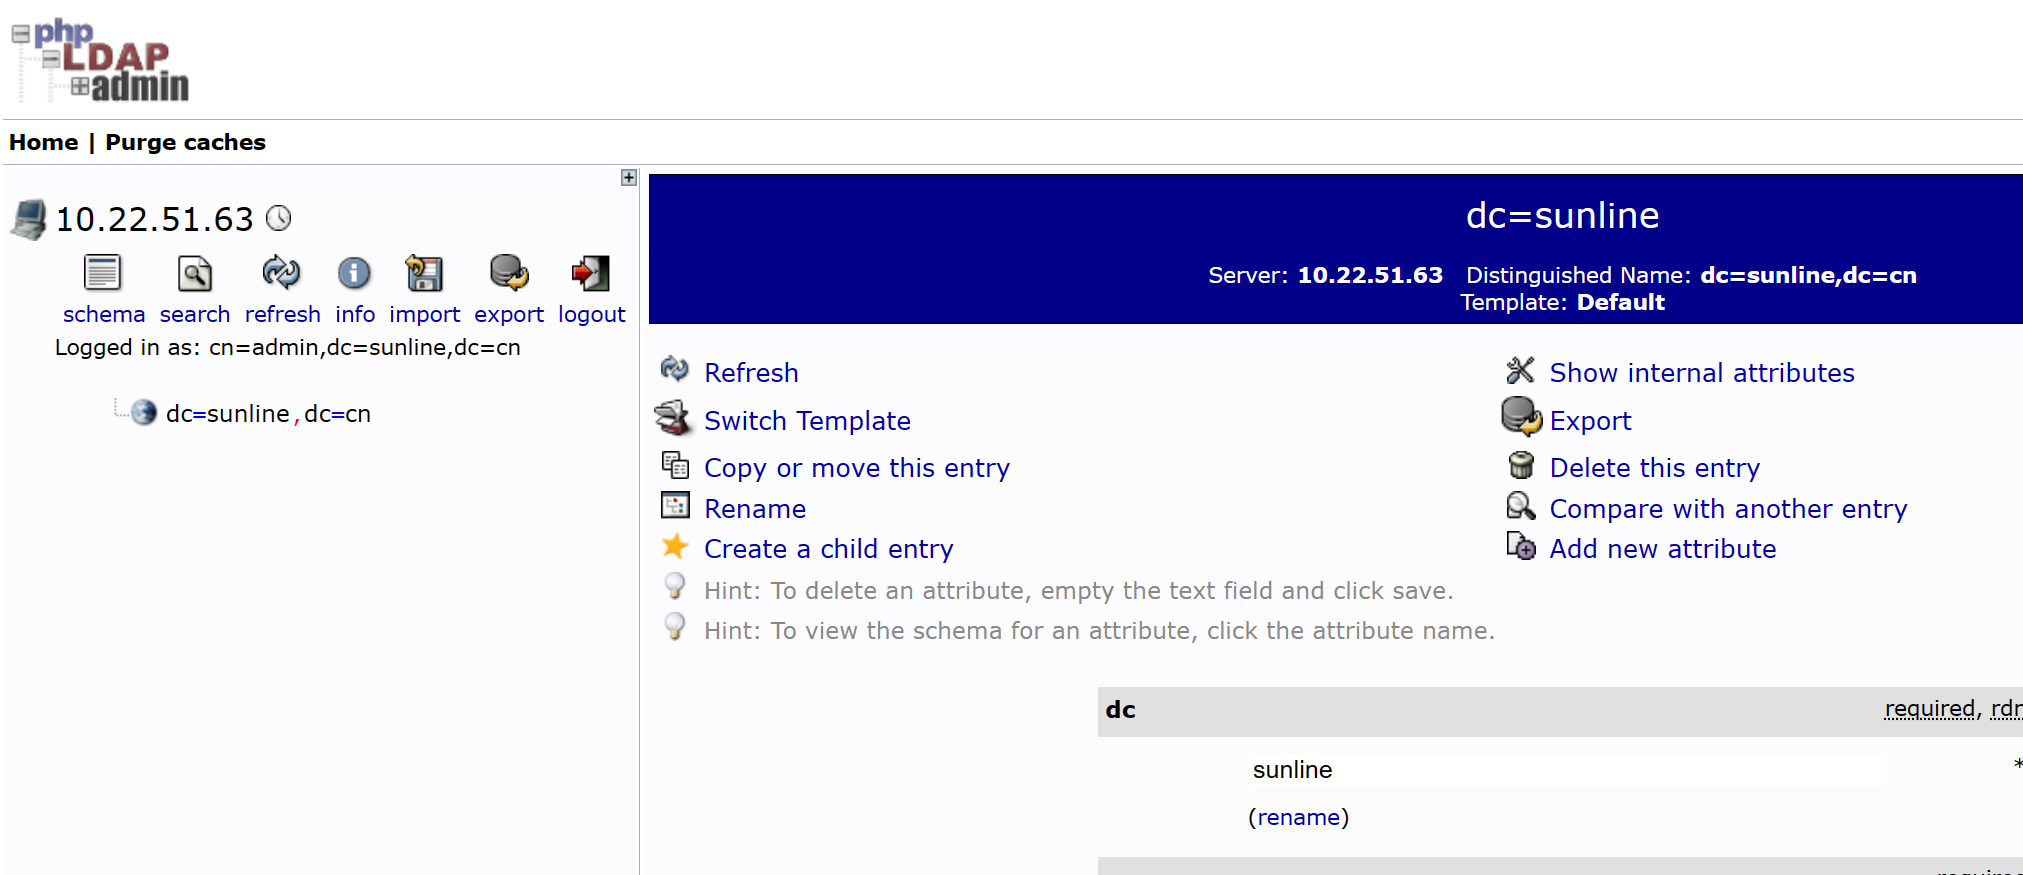 php
LDAP
admin
Home | Purge caches
10.22.51.63
schema search refresh info import export logout
Logged in as: cn=admin,dc=sunline,dc=cn
dc=sunline,dc=cn
dc=sunline
Server: 10.22.51.63 Distinguished Name: dc=sunline,dc=cn
Template: Default
Refresh
Show internal attributes
Switch Template
Export
Copy or move this entry
Delete this entry
Rename
Compare with another entry
Create a child entry
Add new attribute
Hint: To delete an attribute, empty the text field and click save.
Hint: To view the schema for an attribute, click the attribute name.
dc
required,
sunline
*
(rename)